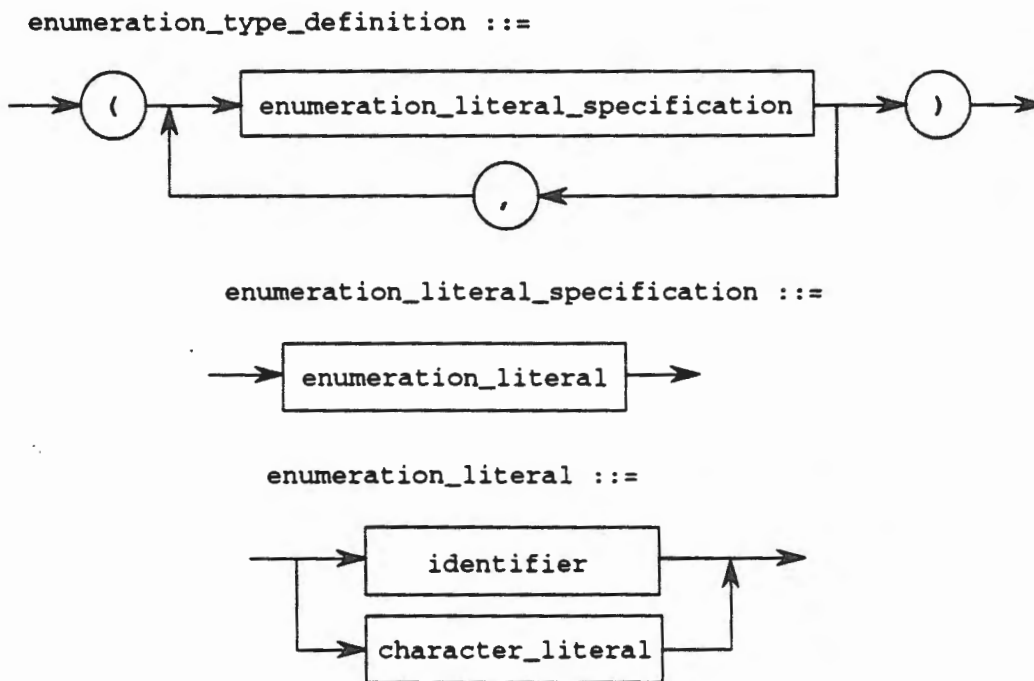 enumeration_type_definition ::=
( enumeration_literal_specification )
,
enumeration_literal_specification ::=
enumeration_literal
enumeration_literal ::=
identifier
character_literal